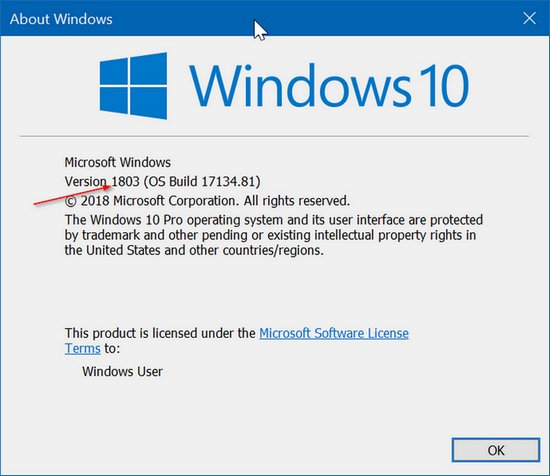 About Windows
Windows 10
Microsoft Windows
Version 1803 (OS Build 17134.81)
© 2018 Microsoft Corporation. All rights reserved.
The Windows 10 Pro operating system and its user interface are protected
by trademark and other pending or existing intellectual property rights in
the United States and other countries/regions.
This product is licensed under the Microsoft Software License
Terms to:
Windows User
OK